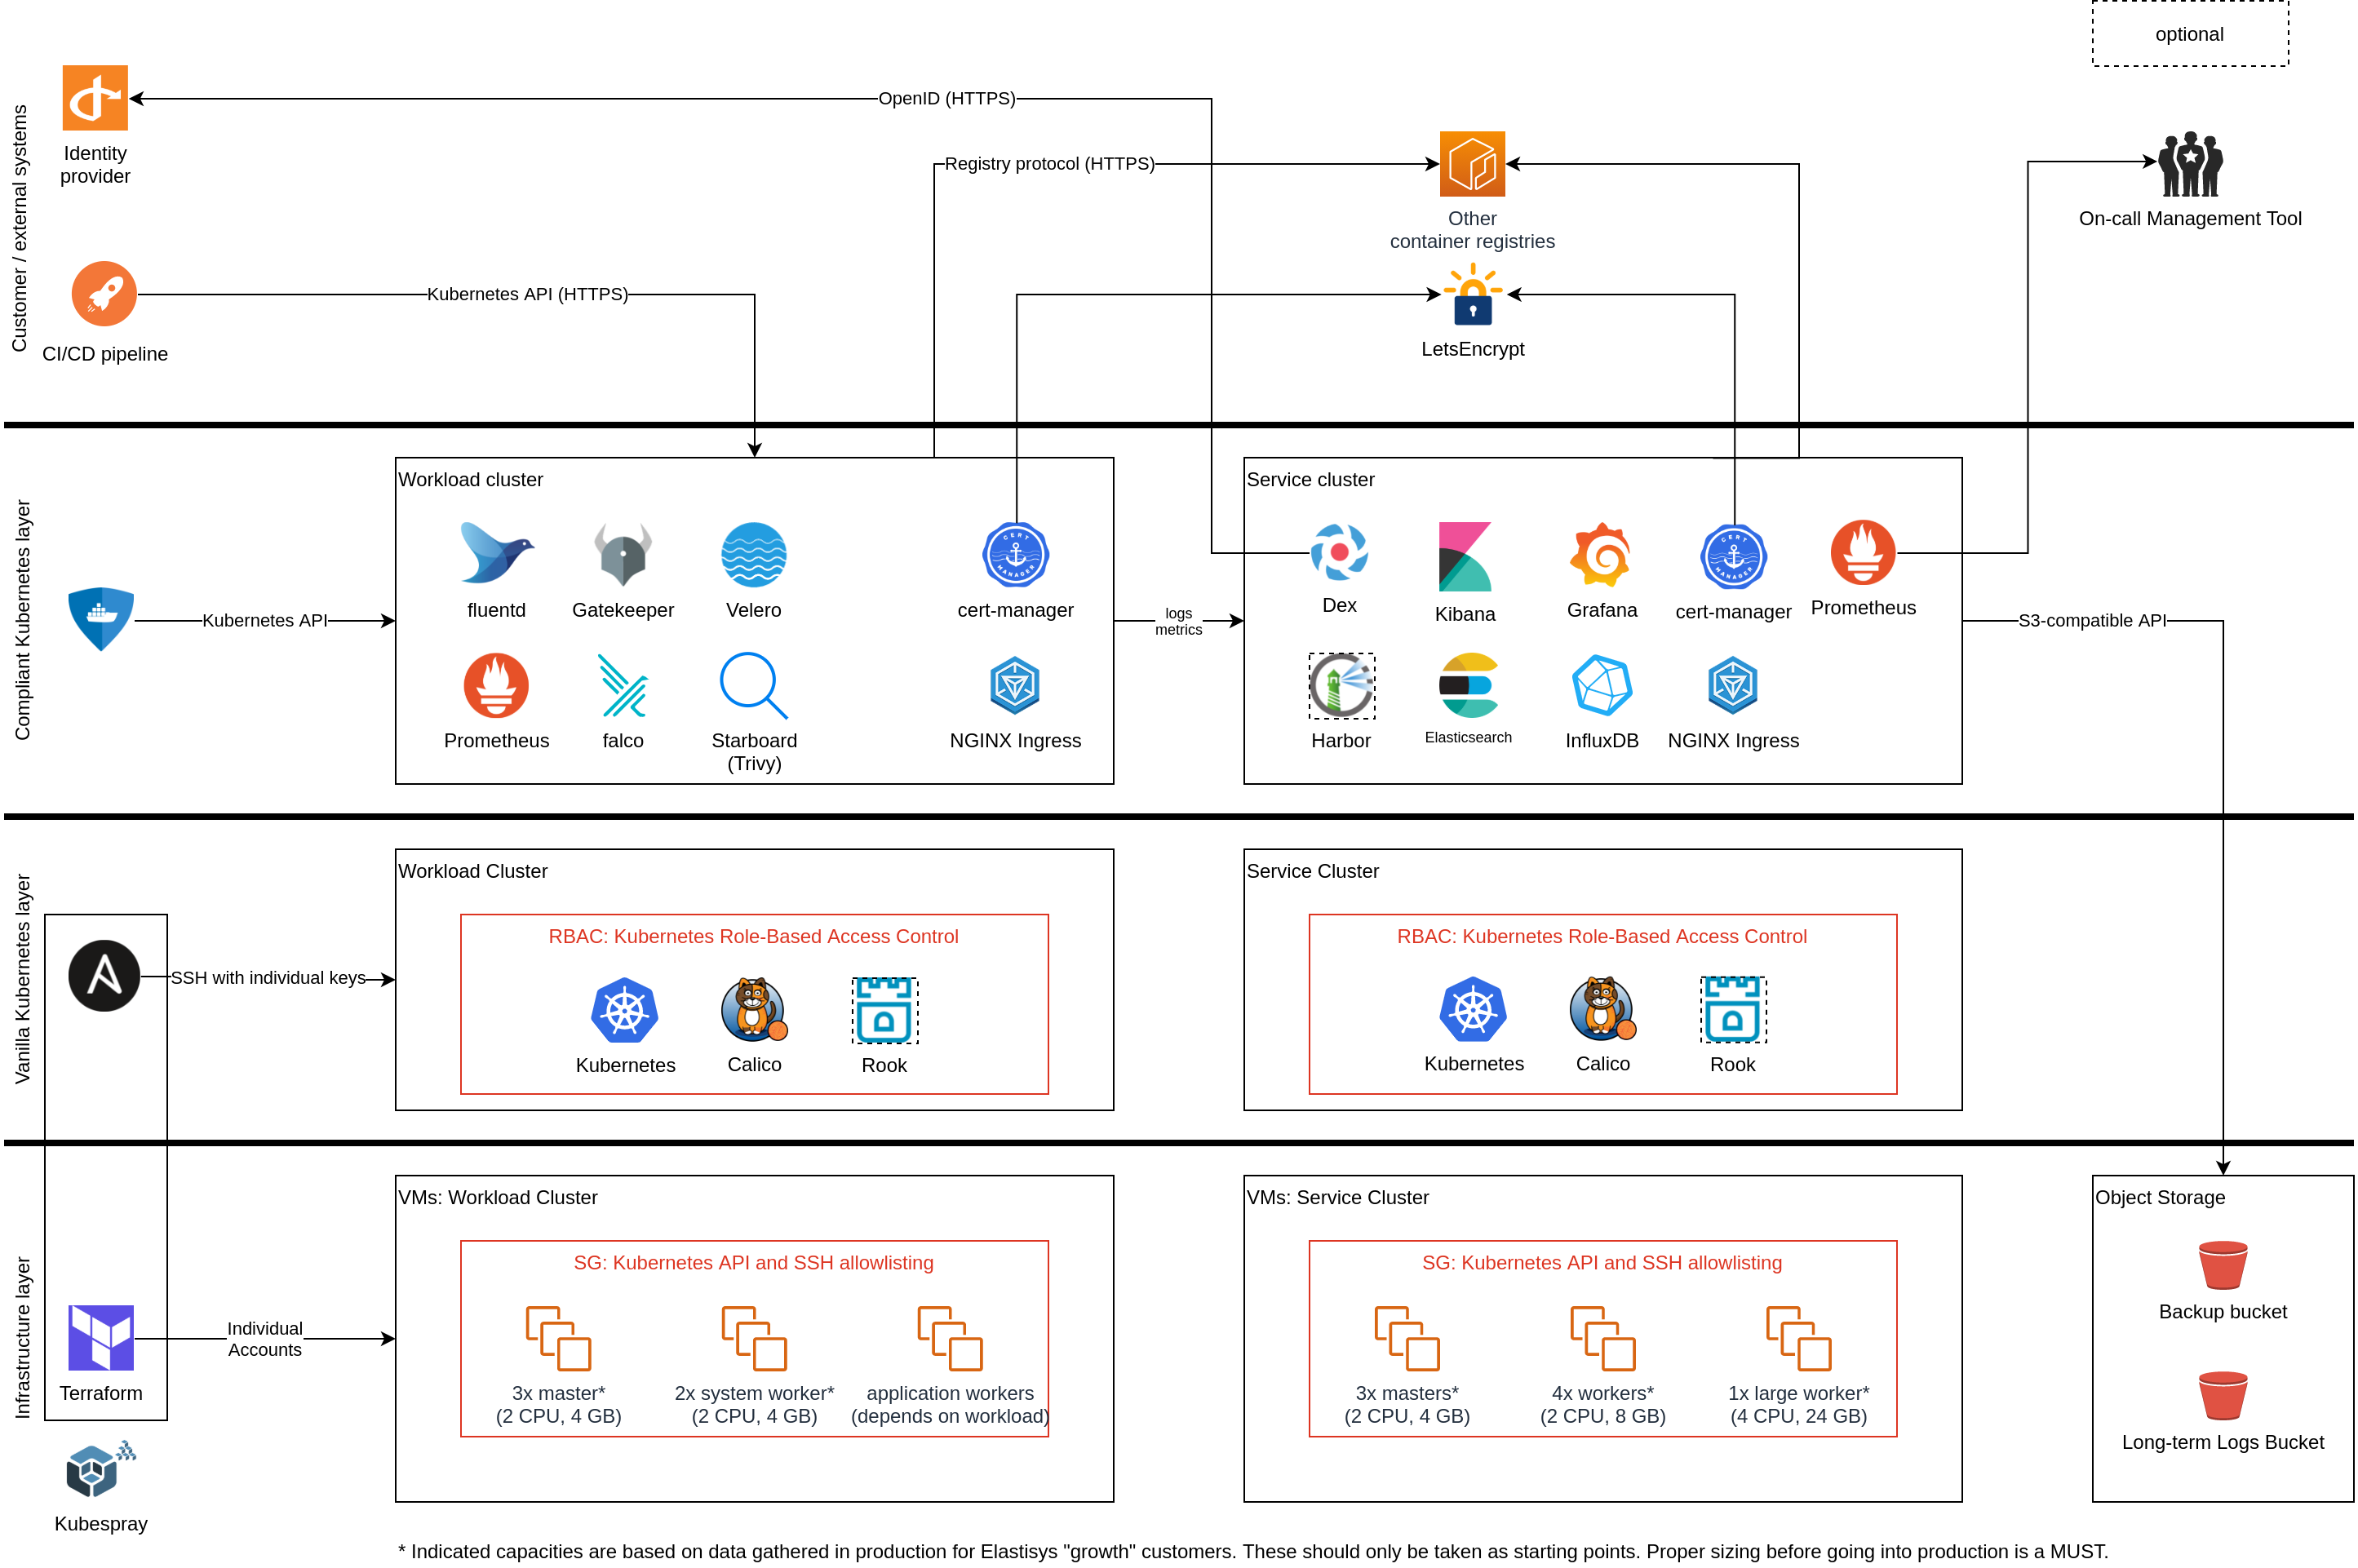 optional
Customer / external systems
Identity
provider
OpenID (HTTPS)
Registry protocol (HTTPS)
Other
container registries
On-call Management Tool
CI/CD pipeline
Kubernetes API (HTTPS)
LetsEncrypt
Compliant Kubernetes layer
Kubernetes API
Workload cluster
fluentd
Gatekeeper
Velero
CERT
MANAGER
cert-manager
Prometheus
falco
Starboard
(Trivy)
NGINX Ingress
logs
metrics
Service cluster
Dex
Kibana
Grafana
CERT
MANAGER
cert-manager
Prometheus
Harbor
Elasticsearch
InfluxDB
NGINX Ingress
S3-compatible API
Vanilla Kubernetes layer
SSH with individual keys
Workload Cluster
RBAC: Kubernetes Role-Based Access Control
Kubernetes
Calico
Rook
Service Cluster
RBAC: Kubernetes Role-Based Access Control
Kubernetes
Calico
Rook
Infrastructure layer
Terraform
Kubespray
Individual
Accounts
VMs: Workload Cluster
SG: Kubernetes API and SSH allowlisting
3x master*
(2 CPU, 4 GB)
2x system worker*
(2 CPU, 4 GB)
application workers
(depends on workload)
VMs: Service Cluster
SG: Kubernetes API and SSH allowlisting
3x masters*
(2 CPU, 4 GB)
4x workers*
(2 CPU, 8 GB)
1x large worker*
(4 CPU, 24 GB)
Object Storage
Backup bucket
Long-term Logs Bucket
* Indicated capacities are based on data gathered in production for Elastisys "growth" customers. These should only be taken as starting points. Proper sizing before going into production is a MUST.